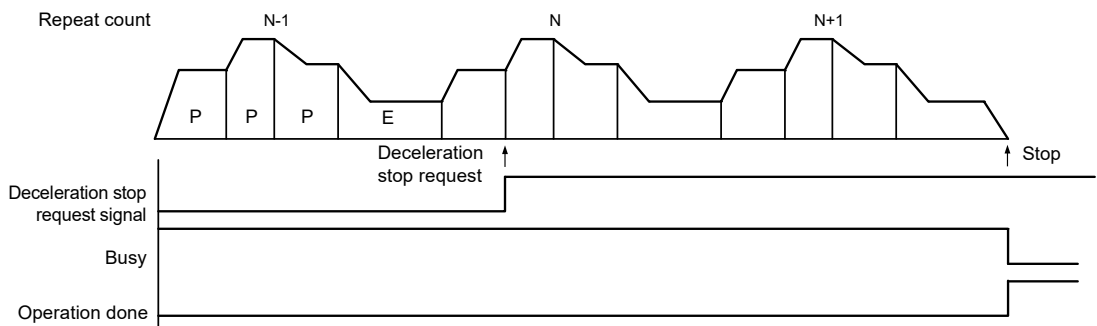 Repeat count
N-1
N
N+1
P
P
P
E
Deceleration
stop request
Stop
Deceleration stop
request signal
Busy
Operation done